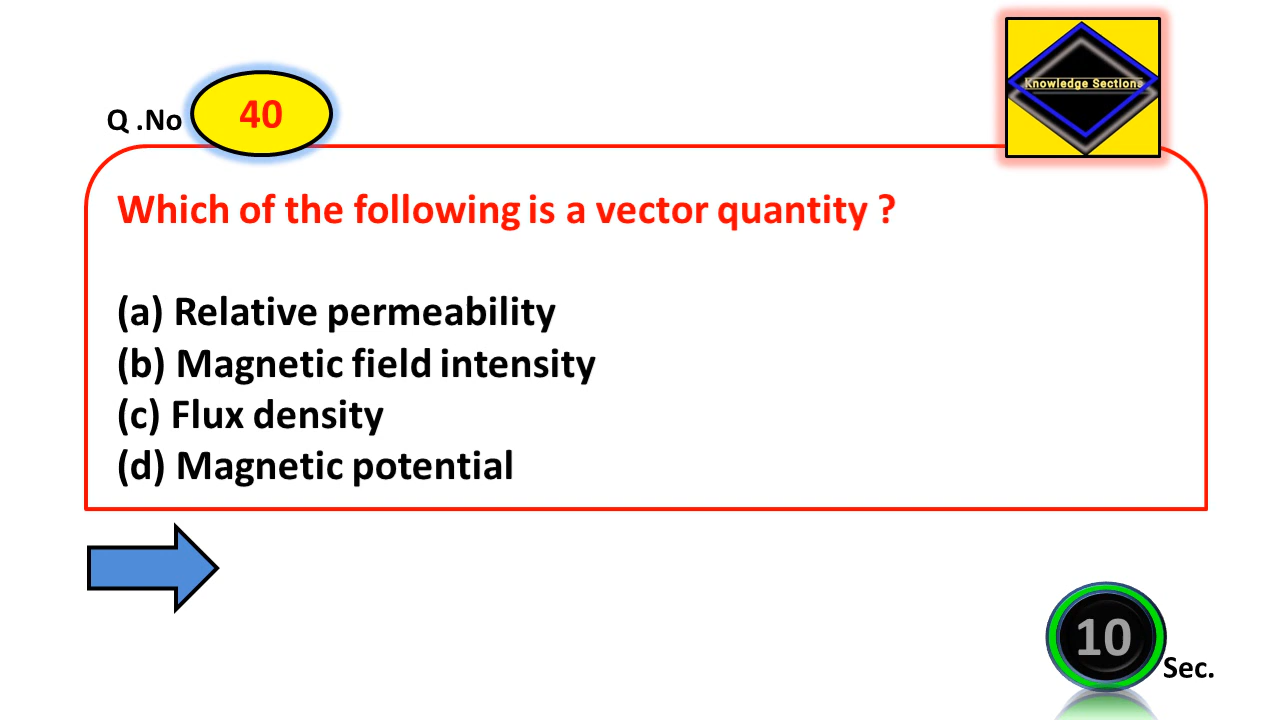 Knowledge Sections
Q .No 40
Which of the following is a vector quantity ?
(a) Relative permeability
(b) Magnetic field intensity
(c) Flux density
(d) Magnetic potential
10 Sec.